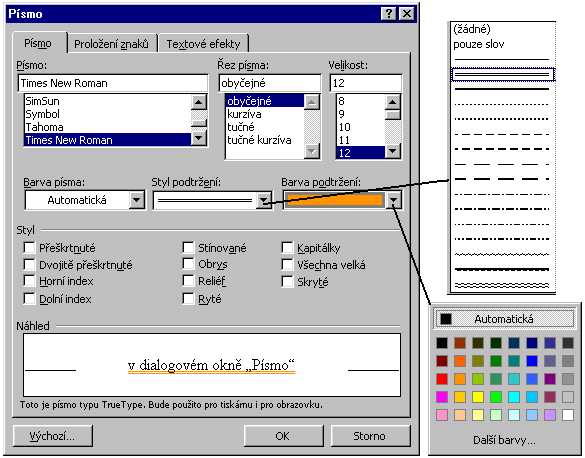 Písmo
Písmo
Proložení znaků
Textové efekty
Písmo:
Řez písma:
Velikost:
Times New Roman
obyčejné
12
SimSun
Symbol
Tahoma
Times New Roman
obyčejné
kurzíva
tučné
tučné kurzíva
8
9
10
11
12
Barva písma:
Styl podtržení:
Barva podtržení:
Automatická
Styl
Přeškrtnuté
Dvojitě přeškrtnuté
Horní index
Dolní index
Stínované
Obrys
Reliéf
Ryté
Kapitálky
Všechna velká
Skryté
Náhled
v dialogovém okně „Písmo“
Toto je písmo typu TrueType. Bude použito pro tiskárnu i pro obrazovku.
Výchozí...
OK
Storno
(žádné)
pouze slov
Automatická
Další barvy...